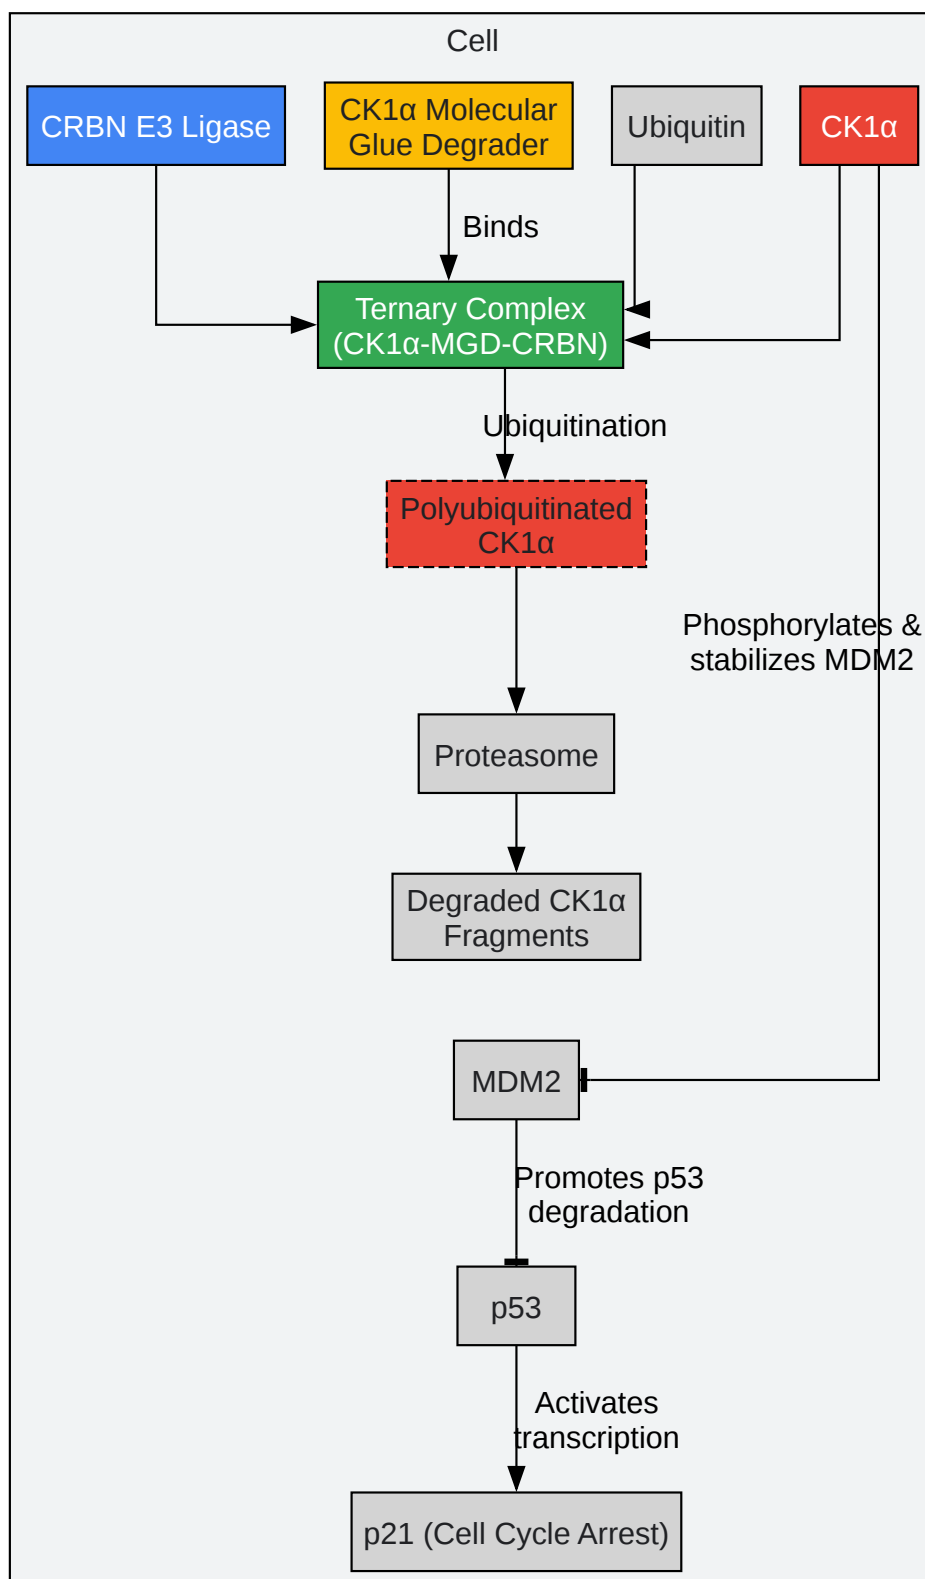 Cell
CRBN E3 Ligase
CK1α Molecular
Glue Degrader
Ubiquitin
CK1α
Binds
Ternary Complex
(CK1α-MGD-CRBN)
Ubiquitination
Polyubiquitinated
CK1α
Phosphorylates &
stabilizes MDM2
Proteasome
Degraded CK1α
Fragments
MDM2
Promotes p53
degradation
p53
Activates
transcription
p21 (Cell Cycle Arrest)